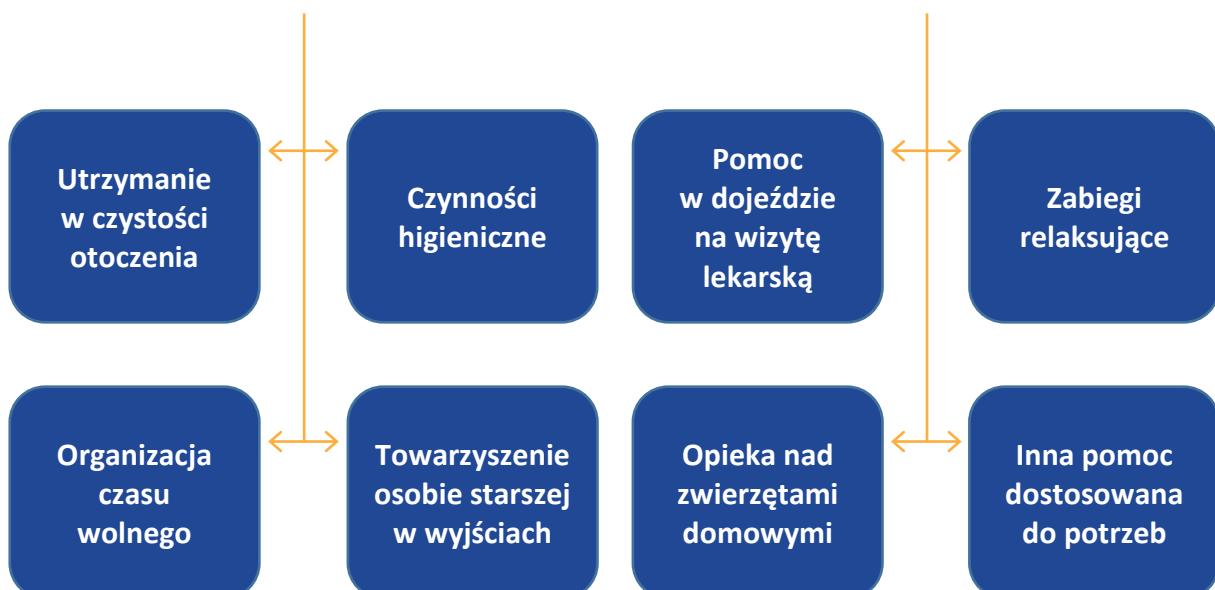 Utrzymanie
w czystości
otoczenia
Czynności
higieniczne
Pomoc
w dojeździe
na wizytę
lekarską
Zabiegi
relaksujące
Organizacja
czasu
wolnego
Towarzyszenie
osobie starszej
w wyjściach
Opieka nad
zwierzętami
domowymi
Inna pomoc
dostosowana
do potrzeb